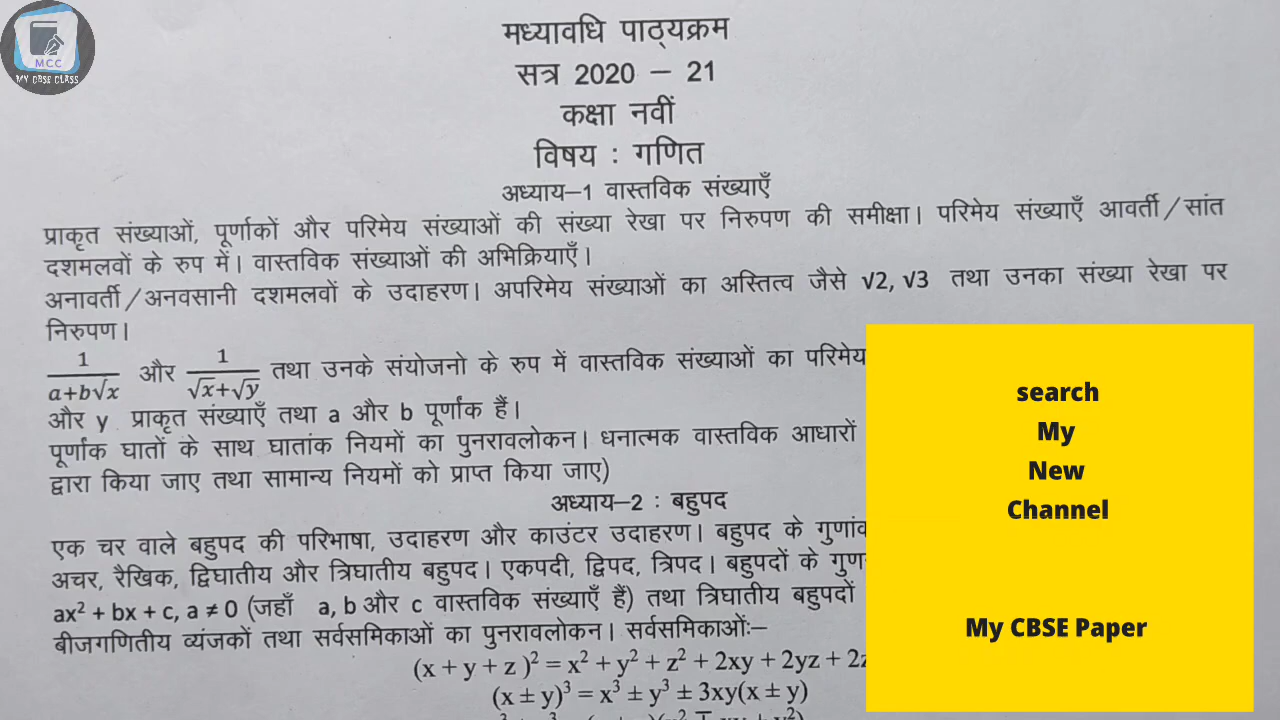 MCC
MY CBSE CLASS
मध्यावधि पाठ्यक्रम
सत्र 2020 – 21
कक्षा नवीं
विषय : गणित
अध्याय–1 वास्तविक संख्याएँ
प्राकृत संख्याओं, पूर्णाकों और परिमेय संख्याओं की संख्या रेखा पर निरुपण की समीक्षा। परिमेय संख्याएँ आवर्ती/सांत
दशमलवों के रुप में। वास्तविक संख्याओं की अभिक्रियाएँ।
अनावर्ती/अनवसानी दशमलवों के उदाहरण। अपरिमेय संख्याओं का अस्तित्व जैसे √2, √3 तथा उनका संख्या रेखा पर
निरुपण।
1/(a+b√x) और 1/(√x+√y) तथा उनके संयोजनो के रुप में वास्तविक संख्याओं का परिमेय
और y प्राकृत संख्याएँ तथा a और b पूर्णांक हैं।
पूर्णांक घातों के साथ घातांक नियमों का पुनरावलोकन। धनात्मक वास्तविक आधारों
द्वारा किया जाए तथा सामान्य नियमों को प्राप्त किया जाए)
अध्याय–2 : बहुपद
एक चर वाले बहुपद की परिभाषा, उदाहरण और काउंटर उदाहरण। बहुपद के
अचर, रैखिक, द्विघातीय और त्रिघातीय बहुपद। एकपदी, द्विपद, त्रिपद। बहुपदों के
ax² + bx + c, a ≠ 0 (जहाँ a, b और c वास्तविक संख्याएँ हैं) तथा त्रिघातीय बहुपदों
बीजगणितीय व्यंजकों तथा सर्वसमिकाओं का पुनरावलोकन। सर्वसमिकाओंः–
(x + y + z )² = x² + y² + z² + 2xy + 2yz + 2z
(x ± y)³ = x³ ± y³ ± 3xy(x ± y)
search
My
New
Channel
My CBSE Paper